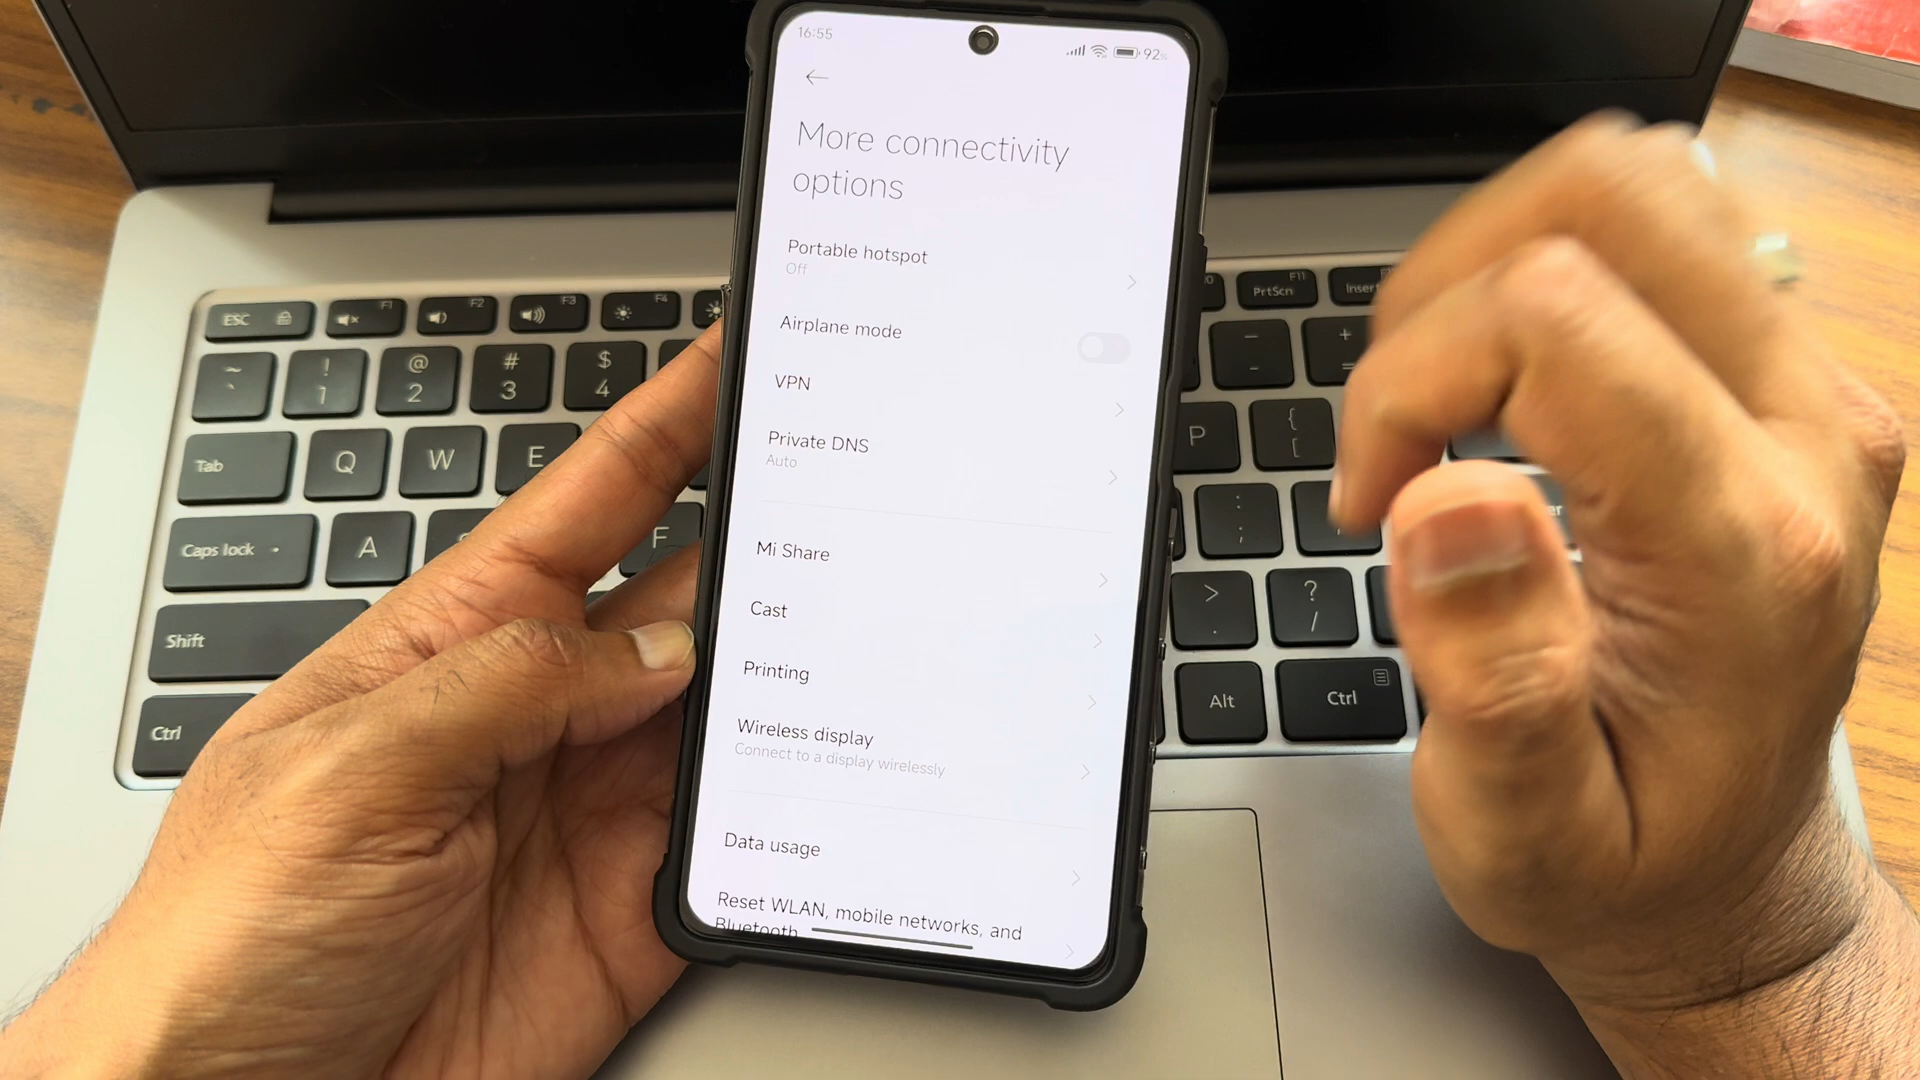 16:55
92%
More connectivity
options
Portable hotspot
Off
Airplane mode
VPN
Private DNS
Auto
Mi Share
Cast
Printing
Wireless display
Connect to a display wirelessly
Data usage
Reset WLAN, mobile networks, and
Bluetooth
ESC F1 F2 F3 F4
F11
PrtScn Insert
~ ! @ # $
` 1 2 3 4
- +
- =
Tab Q W E
P { [
Caps lock A
F
; :
Shift
> .
? /
Ctrl
Alt Ctrl